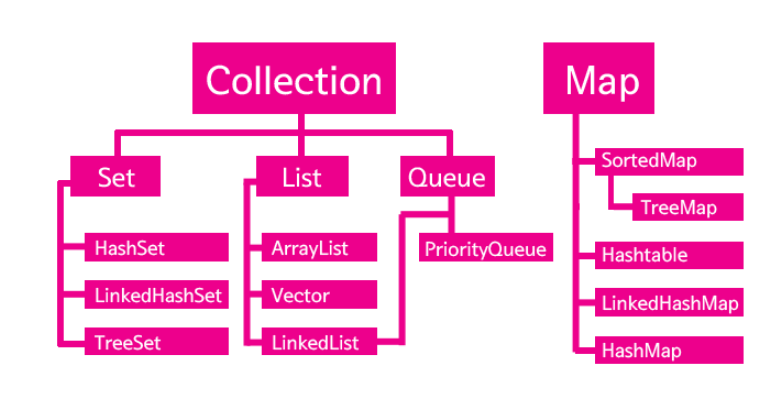 Collection
Map
Set
List
Queue
SortedMap
TreeMap
HashSet
ArrayList
PriorityQueue
Hashtable
LinkedHashSet
Vector
LinkedHashMap
TreeSet
LinkedList
HashMap